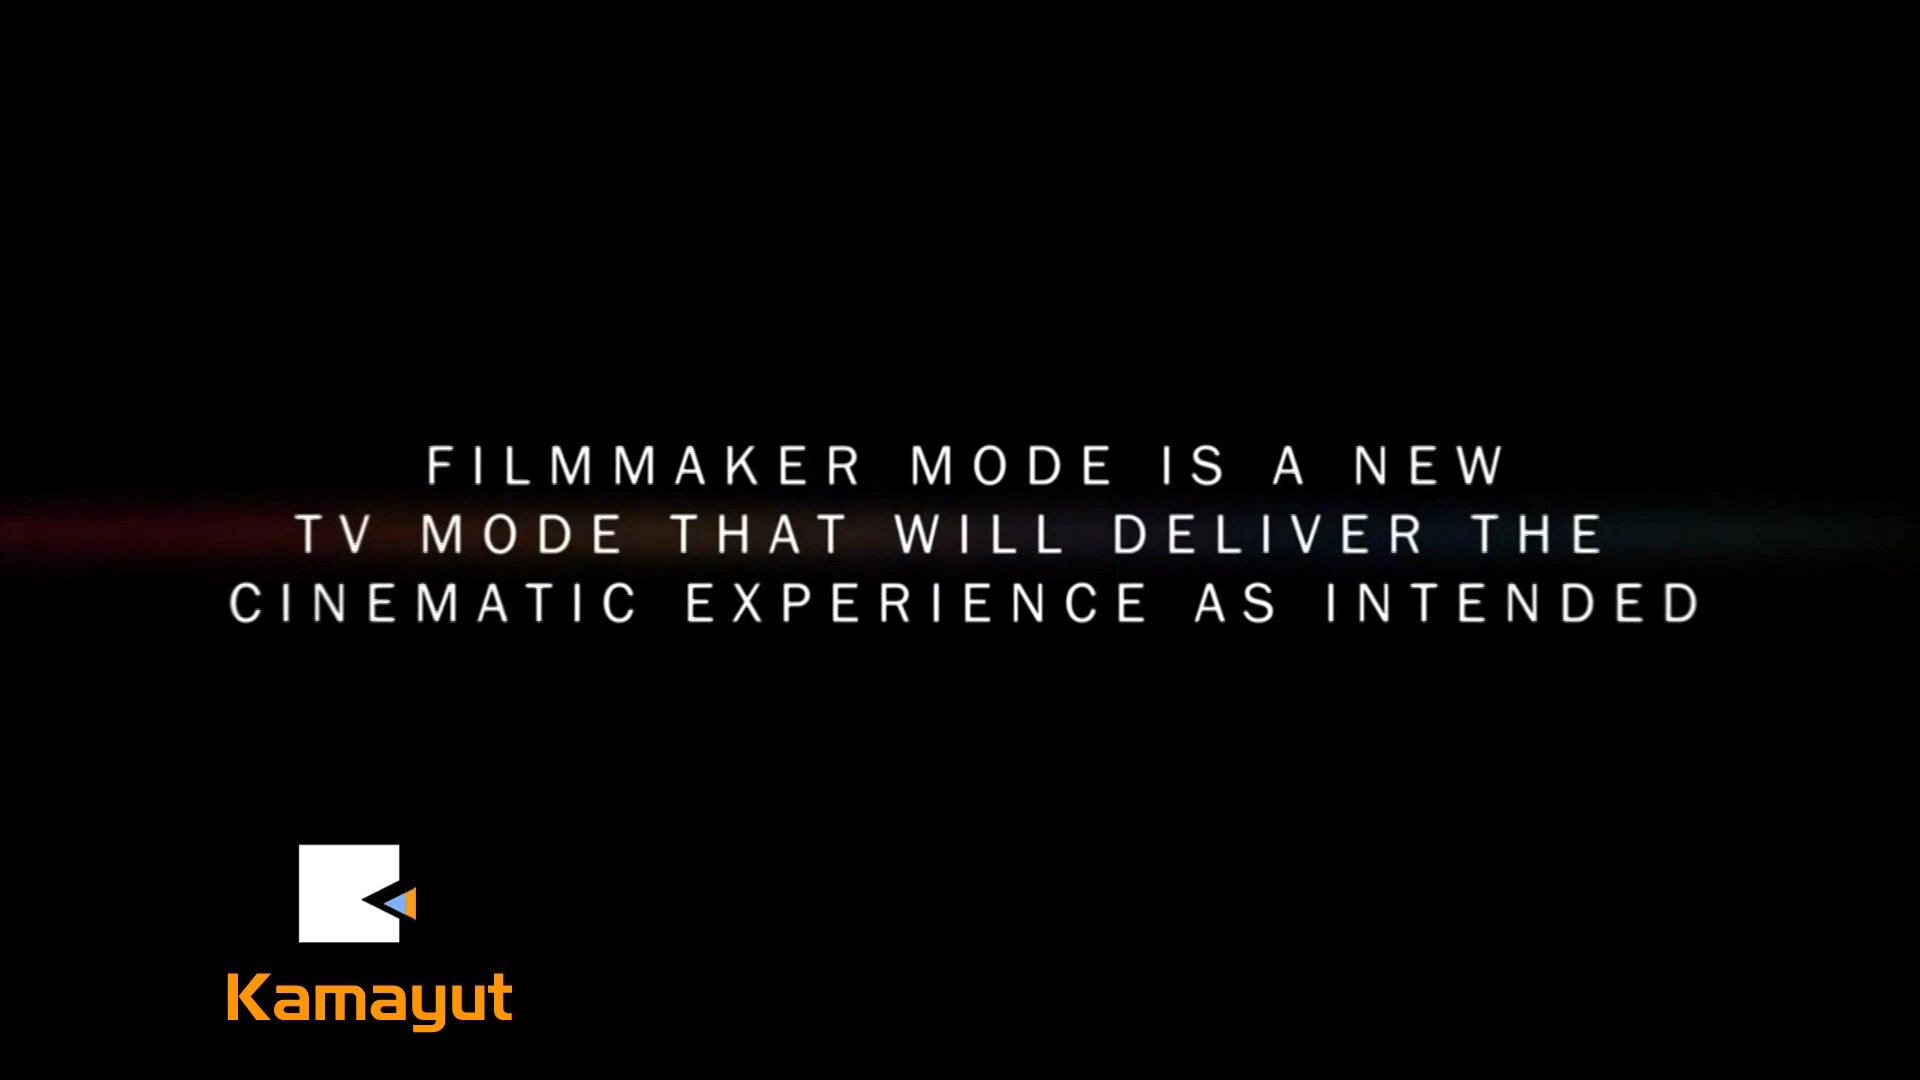 FILMMAKER MODE IS A NEW
TV MODE THAT WILL DELIVER THE
CINEMATIC EXPERIENCE AS INTENDED
Kamayut